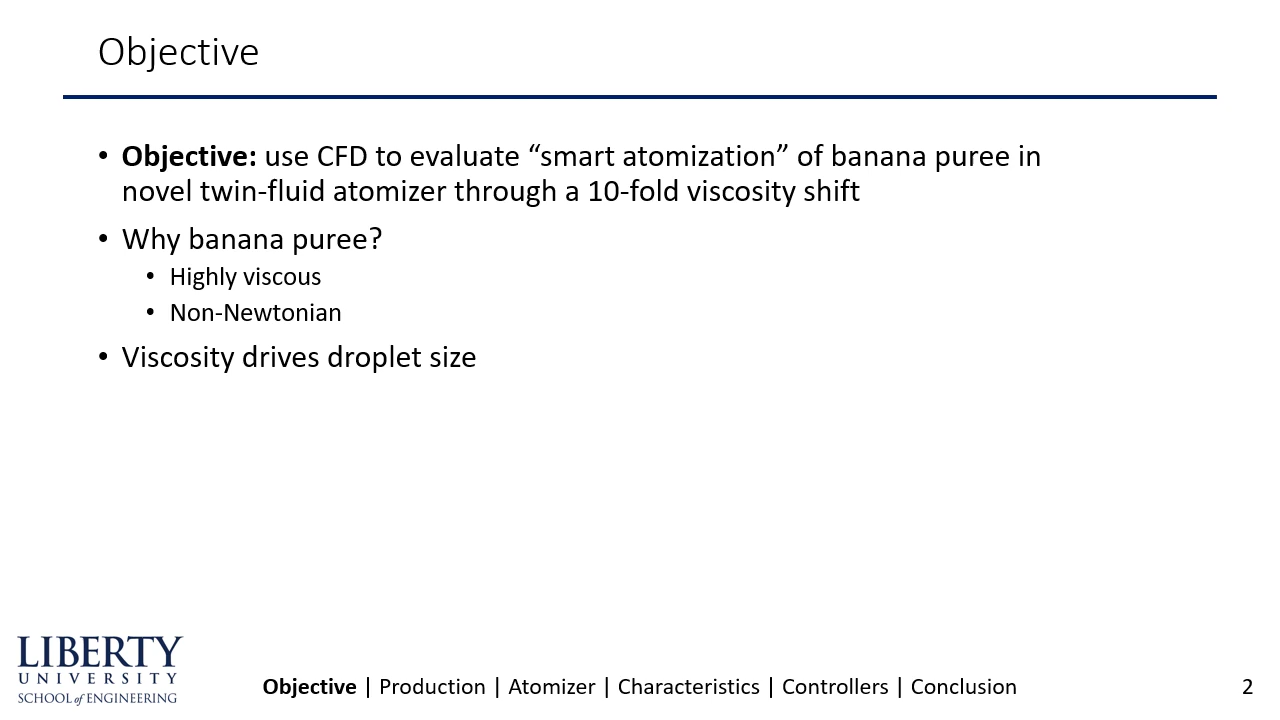 Objective
• Objective: use CFD to evaluate “smart atomization” of banana puree in
novel twin-fluid atomizer through a 10-fold viscosity shift
• Why banana puree?
• Highly viscous
• Non-Newtonian
• Viscosity drives droplet size
LIBERTY
UNIVERSITY
SCHOOL of ENGINEERING
Objective | Production | Atomizer | Characteristics | Controllers | Conclusion
2